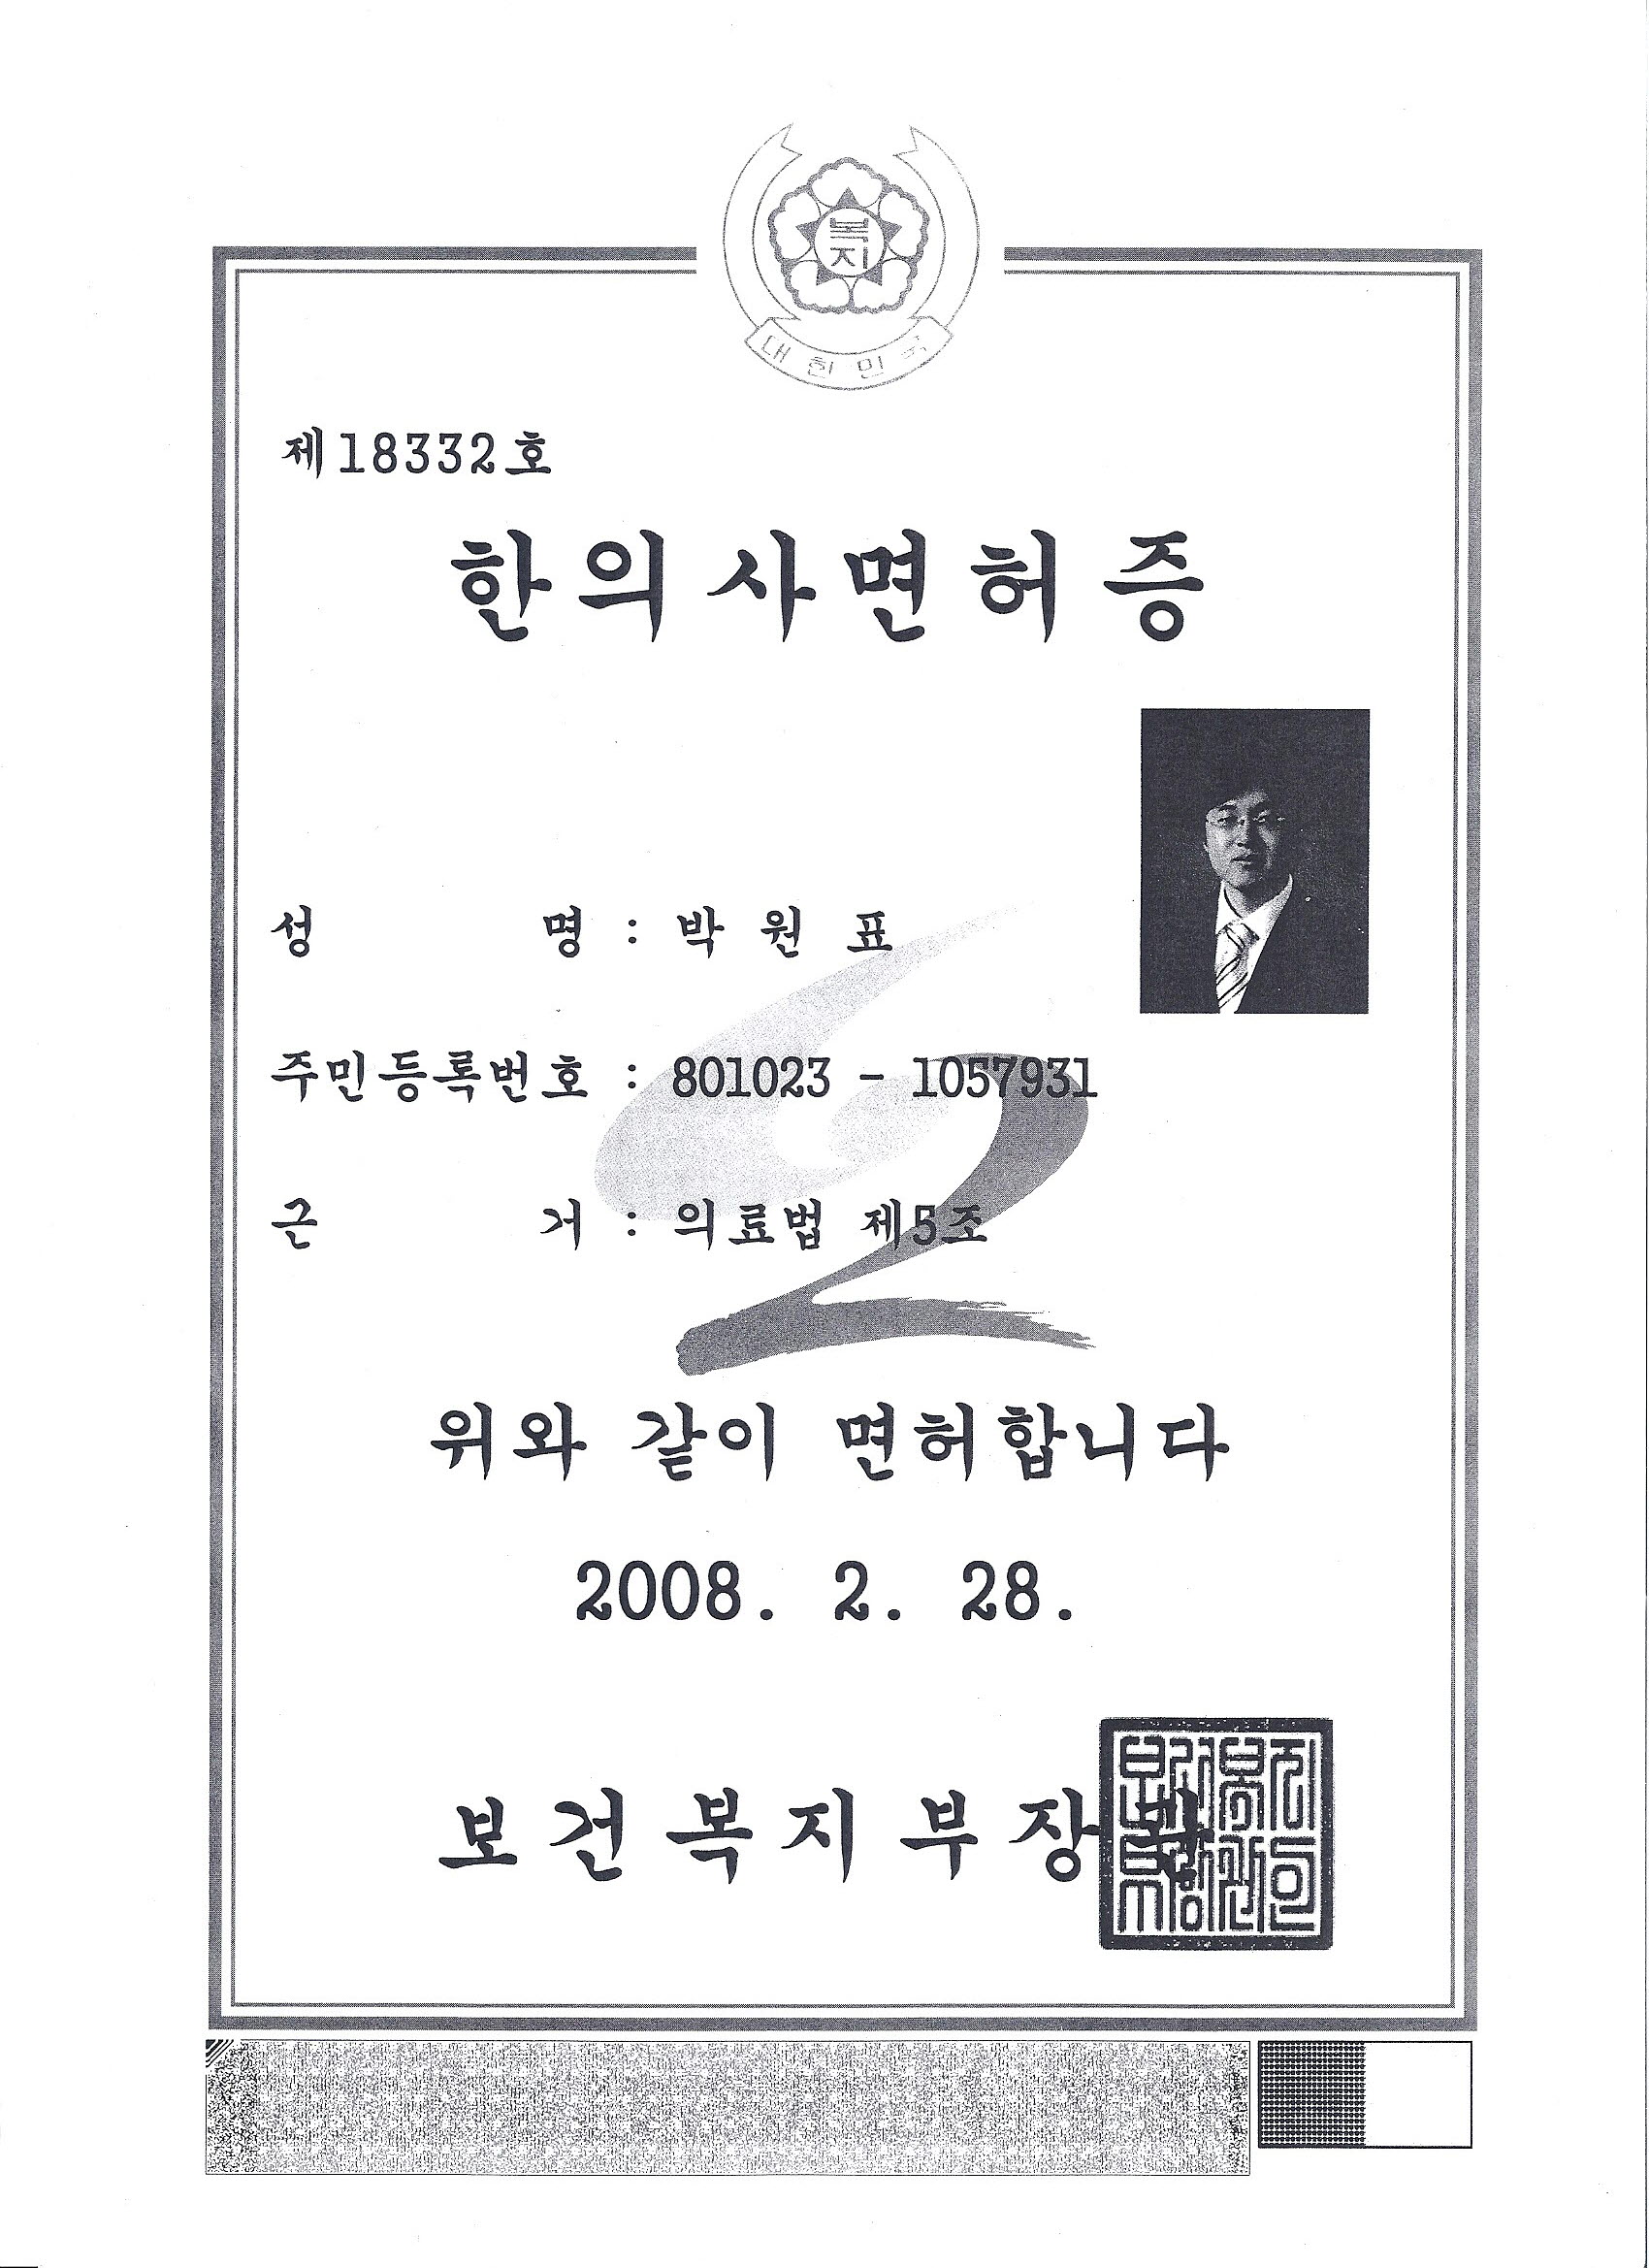 복지
대한민국
제18332호
한의사면허증
성 명 : 박 원 표
주민등록번호 : 801023 - 1057931
근 거 : 의료법 제5조
위와 같이 면허합니다
2008. 2. 28.
보건복지부장관